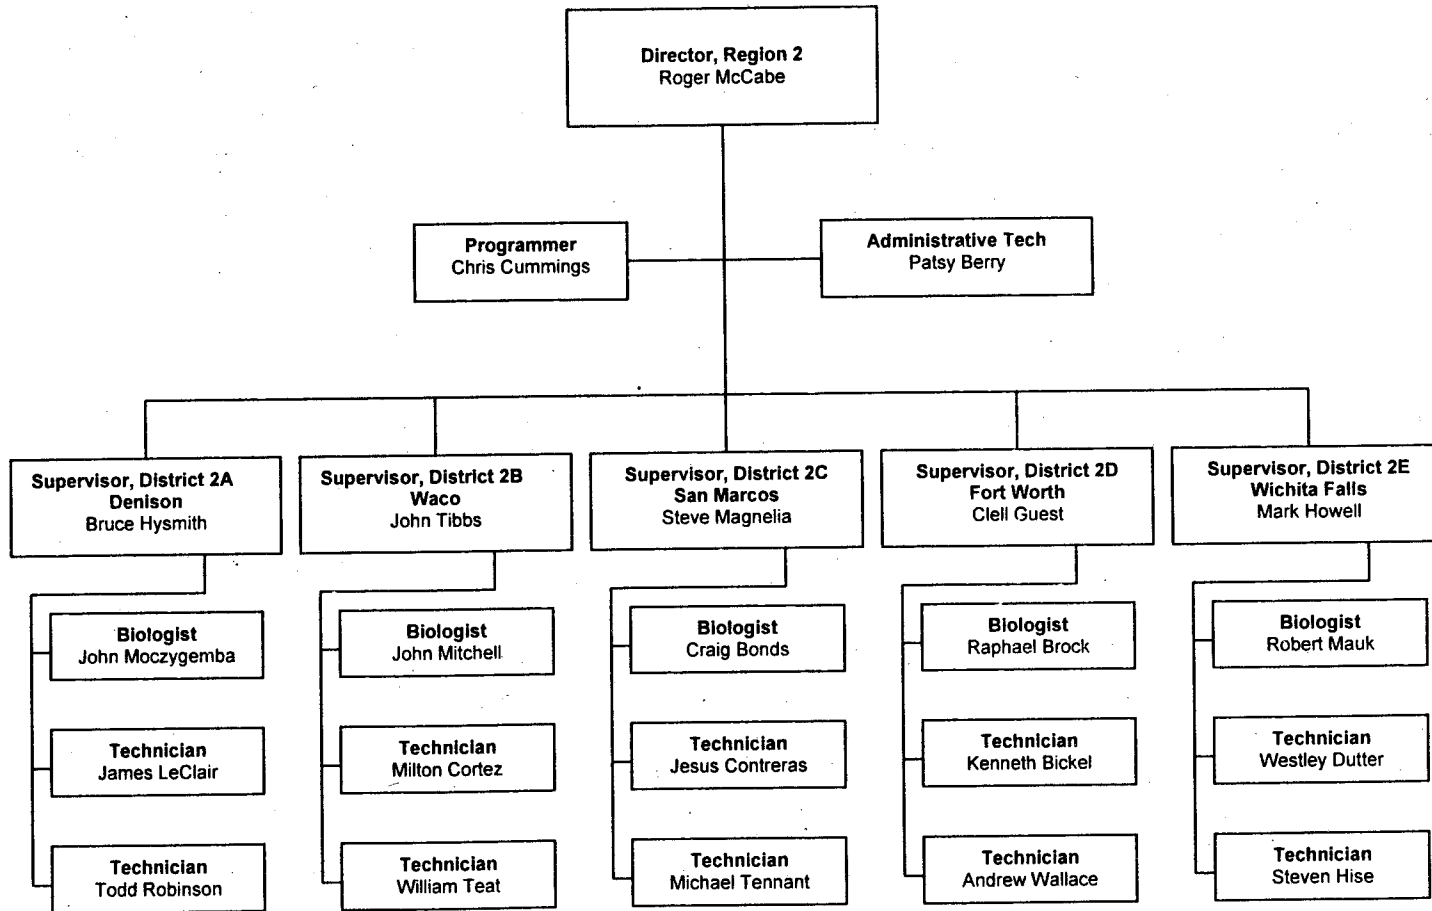 Director, Region 2
Roger McCabe
Programmer
Chris Cummings
Administrative Tech
Patsy Berry
Supervisor, District 2A
Denison
Bruce Hysmith
Supervisor, District 2B
Waco
John Tibbs
Supervisor, District 2C
San Marcos
Steve Magnelia
Supervisor, District 2D
Fort Worth
Clell Guest
Supervisor, District 2E
Wichita Falls
Mark Howell
Biologist
John Moczygemba
Biologist
John Mitchell
Biologist
Craig Bonds
Biologist
Raphael Brock
Biologist
Robert Mauk
Technician
James LeClair
Technician
Milton Cortez
Technician
Jesus Contreras
Technician
Kenneth Bickel
Technician
Westley Dutter
Technician
Todd Robinson
Technician
William Teat
Technician
Michael Tennant
Technician
Andrew Wallace
Technician
Steven Hise